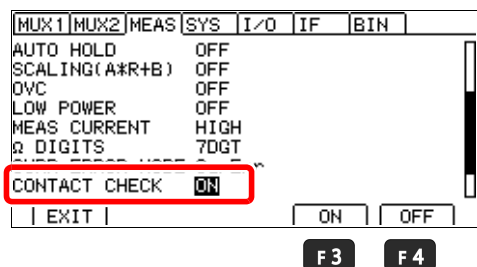 MUX1 MUX2 MEAS SYS I/O IF BIN
AUTO HOLD OFF
SCALING(A*R+B) OFF
OVC OFF
LOW POWER OFF
MEAS CURRENT HIGH
Ω DIGITS 7DGT
CONTACT CHECK ON
EXIT ON OFF
F3 F4